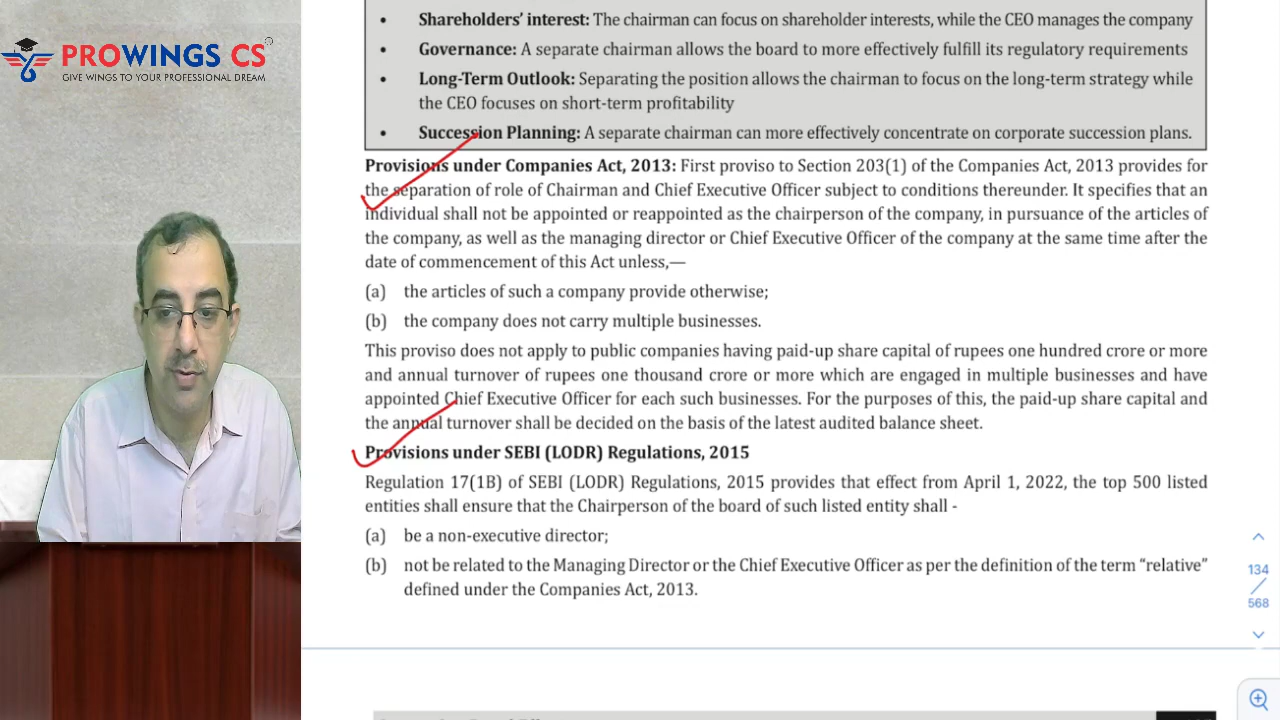 PROWINGS CS
GIVE WINGS TO YOUR PROFESSIONAL DREAM
• Shareholders' interest: The chairman can focus on shareholder interests, while the CEO manages the company
• Governance: A separate chairman allows the board to more effectively fulfill its regulatory requirements
• Long-Term Outlook: Separating the position allows the chairman to focus on the long-term strategy while
the CEO focuses on short-term profitability
• Succession Planning: A separate chairman can more effectively concentrate on corporate succession plans.
Provisions under Companies Act, 2013: First proviso to Section 203(1) of the Companies Act, 2013 provides for
the separation of role of Chairman and Chief Executive Officer subject to conditions thereunder. It specifies that an
individual shall not be appointed or reappointed as the chairperson of the company, in pursuance of the articles of
the company, as well as the managing director or Chief Executive Officer of the company at the same time after the
date of commencement of this Act unless,—
(a) the articles of such a company provide otherwise;
(b) the company does not carry multiple businesses.
This proviso does not apply to public companies having paid-up share capital of rupees one hundred crore or more
and annual turnover of rupees one thousand crore or more which are engaged in multiple businesses and have
appointed Chief Executive Officer for each such businesses. For the purposes of this, the paid-up share capital and
the annual turnover shall be decided on the basis of the latest audited balance sheet.
Provisions under SEBI (LODR) Regulations, 2015
Regulation 17(1B) of SEBI (LODR) Regulations, 2015 provides that effect from April 1, 2022, the top 500 listed
entities shall ensure that the Chairperson of the board of such listed entity shall -
(a) be a non-executive director;
(b) not be related to the Managing Director or the Chief Executive Officer as per the definition of the term “relative”
defined under the Companies Act, 2013.
134
568